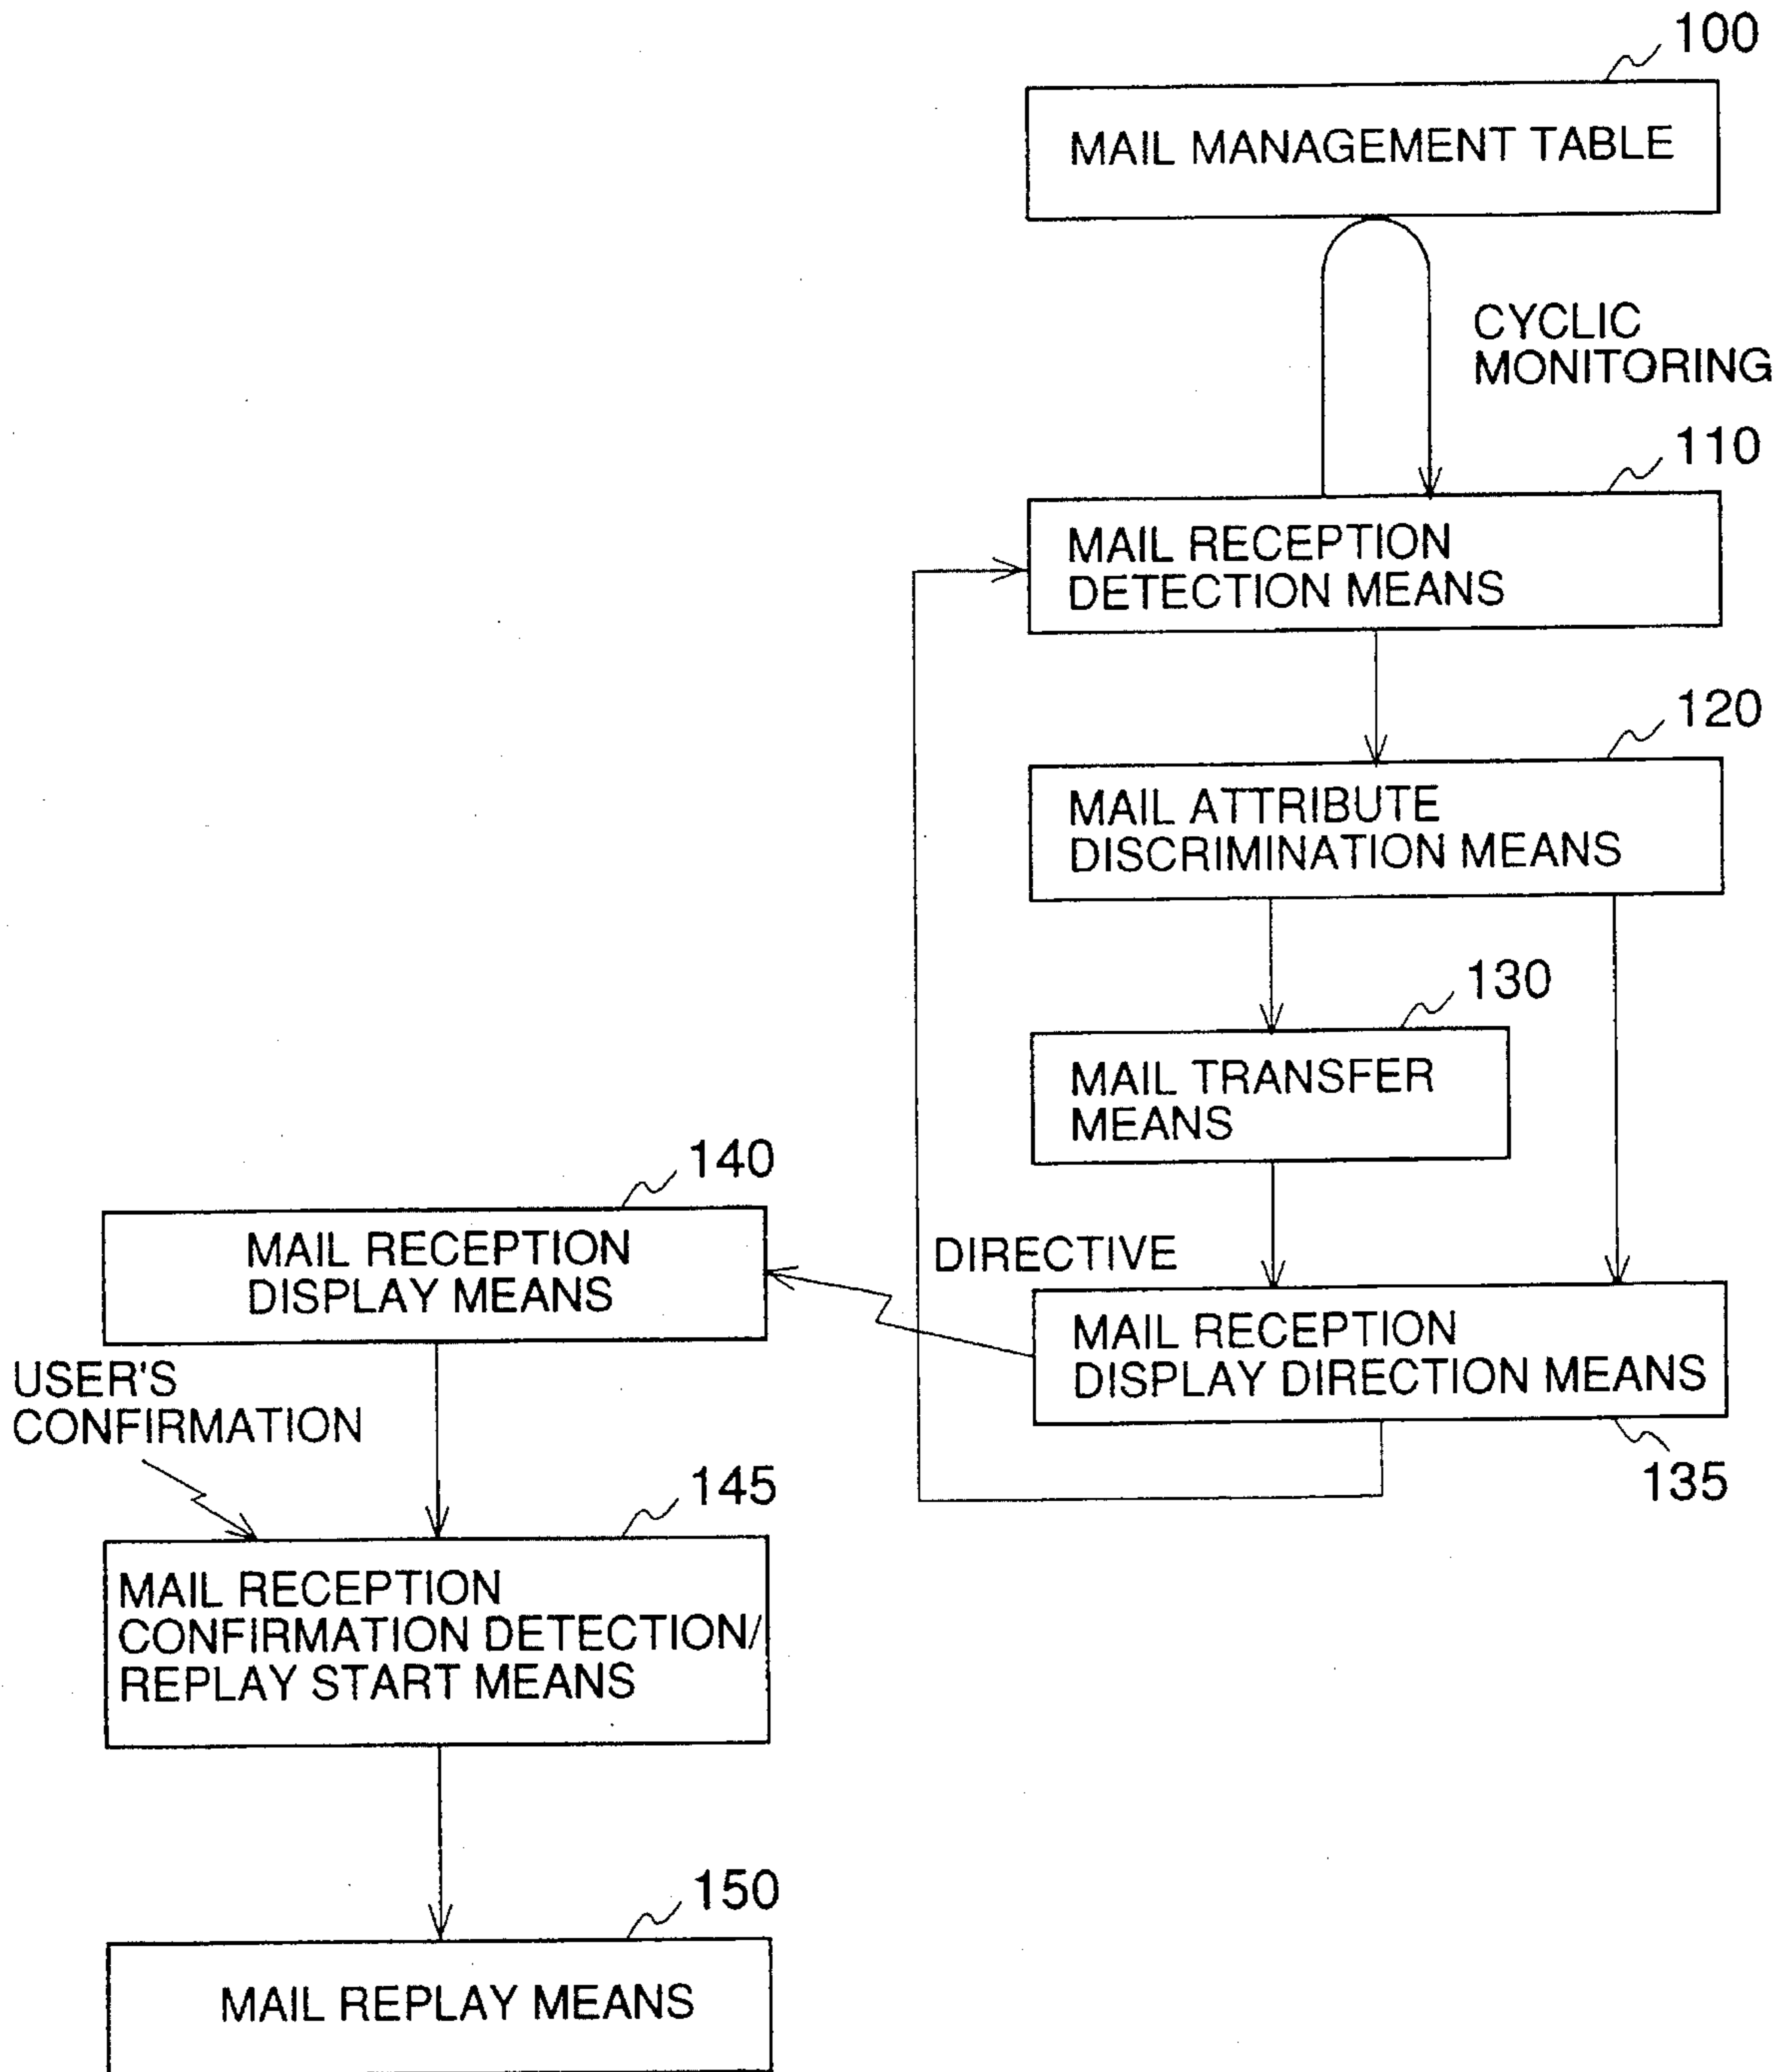 100
MAIL MANAGEMENT TABLE
CYCLIC
MONITORING
110
MAIL RECEPTION
DETECTION MEANS
120
MAIL ATTRIBUTE
DISCRIMINATION MEANS
130
MAIL TRANSFER
MEANS
140
MAIL RECEPTION
DISPLAY MEANS
DIRECTIVE
MAIL RECEPTION
DISPLAY DIRECTION MEANS
135
USER'S
CONFIRMATION
145
MAIL RECEPTION
CONFIRMATION DETECTION/
REPLAY START MEANS
150
MAIL REPLAY MEANS